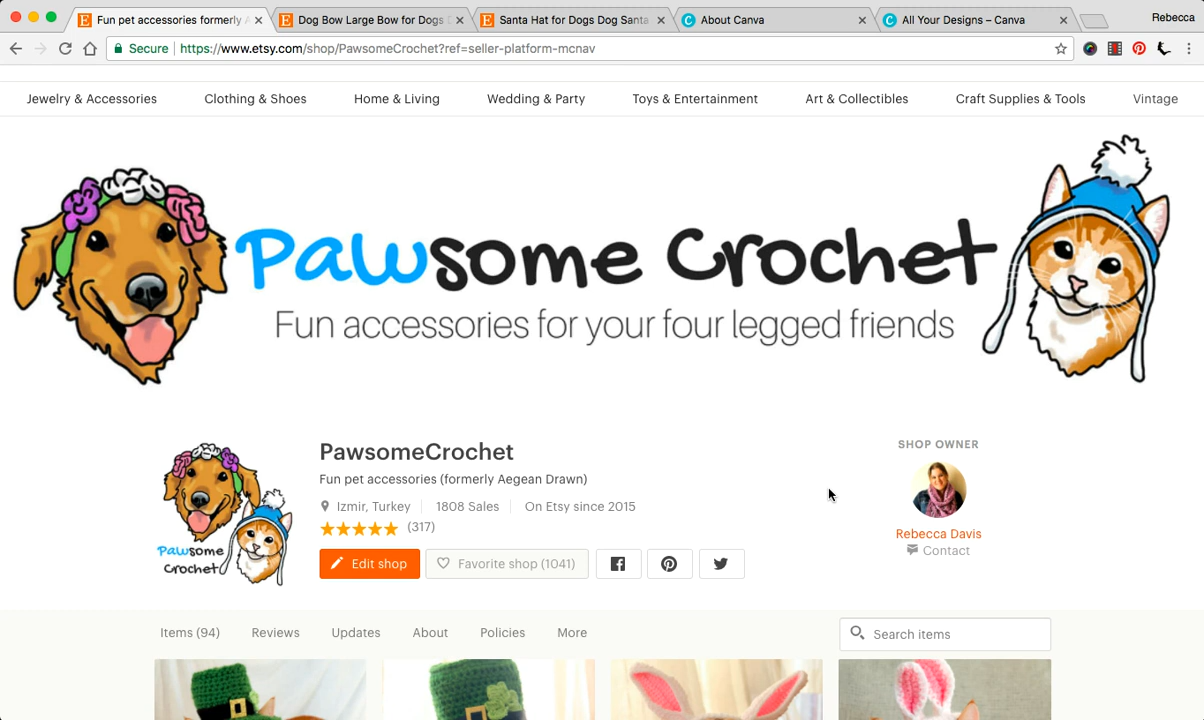 Fun pet accessories formerly A
Dog Bow Large Bow for Dogs
Santa Hat for Dogs Dog Santa
About Canva
All Your Designs – Canva
Rebecca
Secure
https://www.etsy.com/shop/PawsomeCrochet?ref=seller-platform-mcnav
Jewelry & Accessories
Clothing & Shoes
Home & Living
Wedding & Party
Toys & Entertainment
Art & Collectibles
Craft Supplies & Tools
Vintage
Pawsome Crochet
Fun accessories for your four legged friends
Pawsome
Crochet
PawsomeCrochet
Fun pet accessories (formerly Aegean Drawn)
Izmir, Turkey
1808 Sales
On Etsy since 2015
(317)
Edit shop
Favorite shop (1041)
SHOP OWNER
Rebecca Davis
Contact
Items (94)
Reviews
Updates
About
Policies
More
Search items